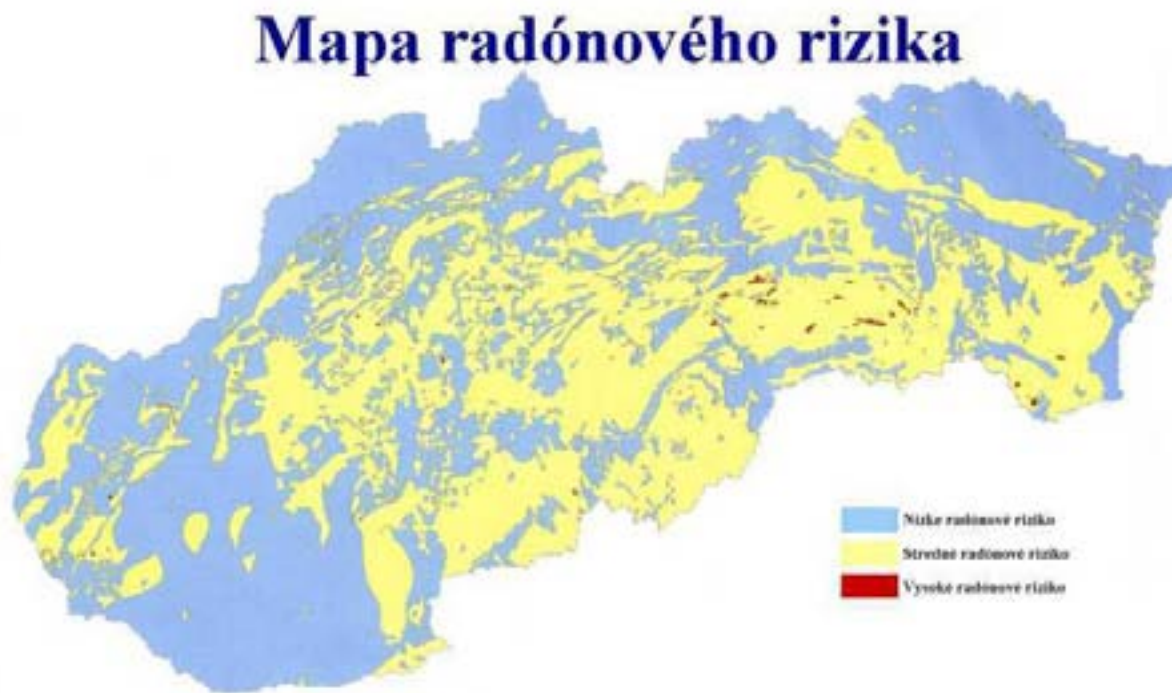 Mapa radónového rizika
Nízke radónové riziko
Stredné radónové riziko
Vysoké radónové riziko